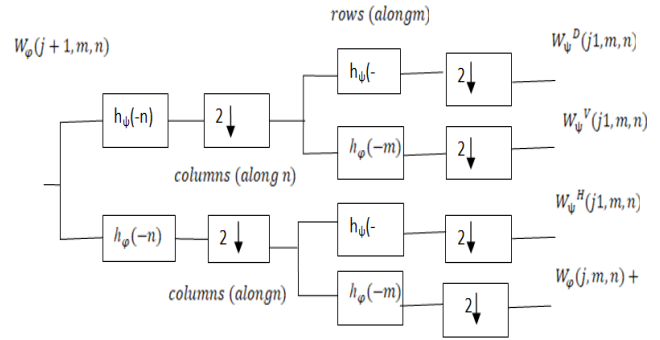 rows (alongm)
W_φ(j + 1, m, n)
W_ψ^D(j1, m, n)
h_ψ(-
2↓
h_ψ(-n)
2↓
W_ψ^V(j1, m, n)
h_φ(-m)
2↓
columns (along n)
W_ψ^H(j1, m, n)
h_φ(-n)
2↓
h_ψ(-
2↓
columns (alongn)
h_φ(-m)
2↓
W_φ(j, m, n) +